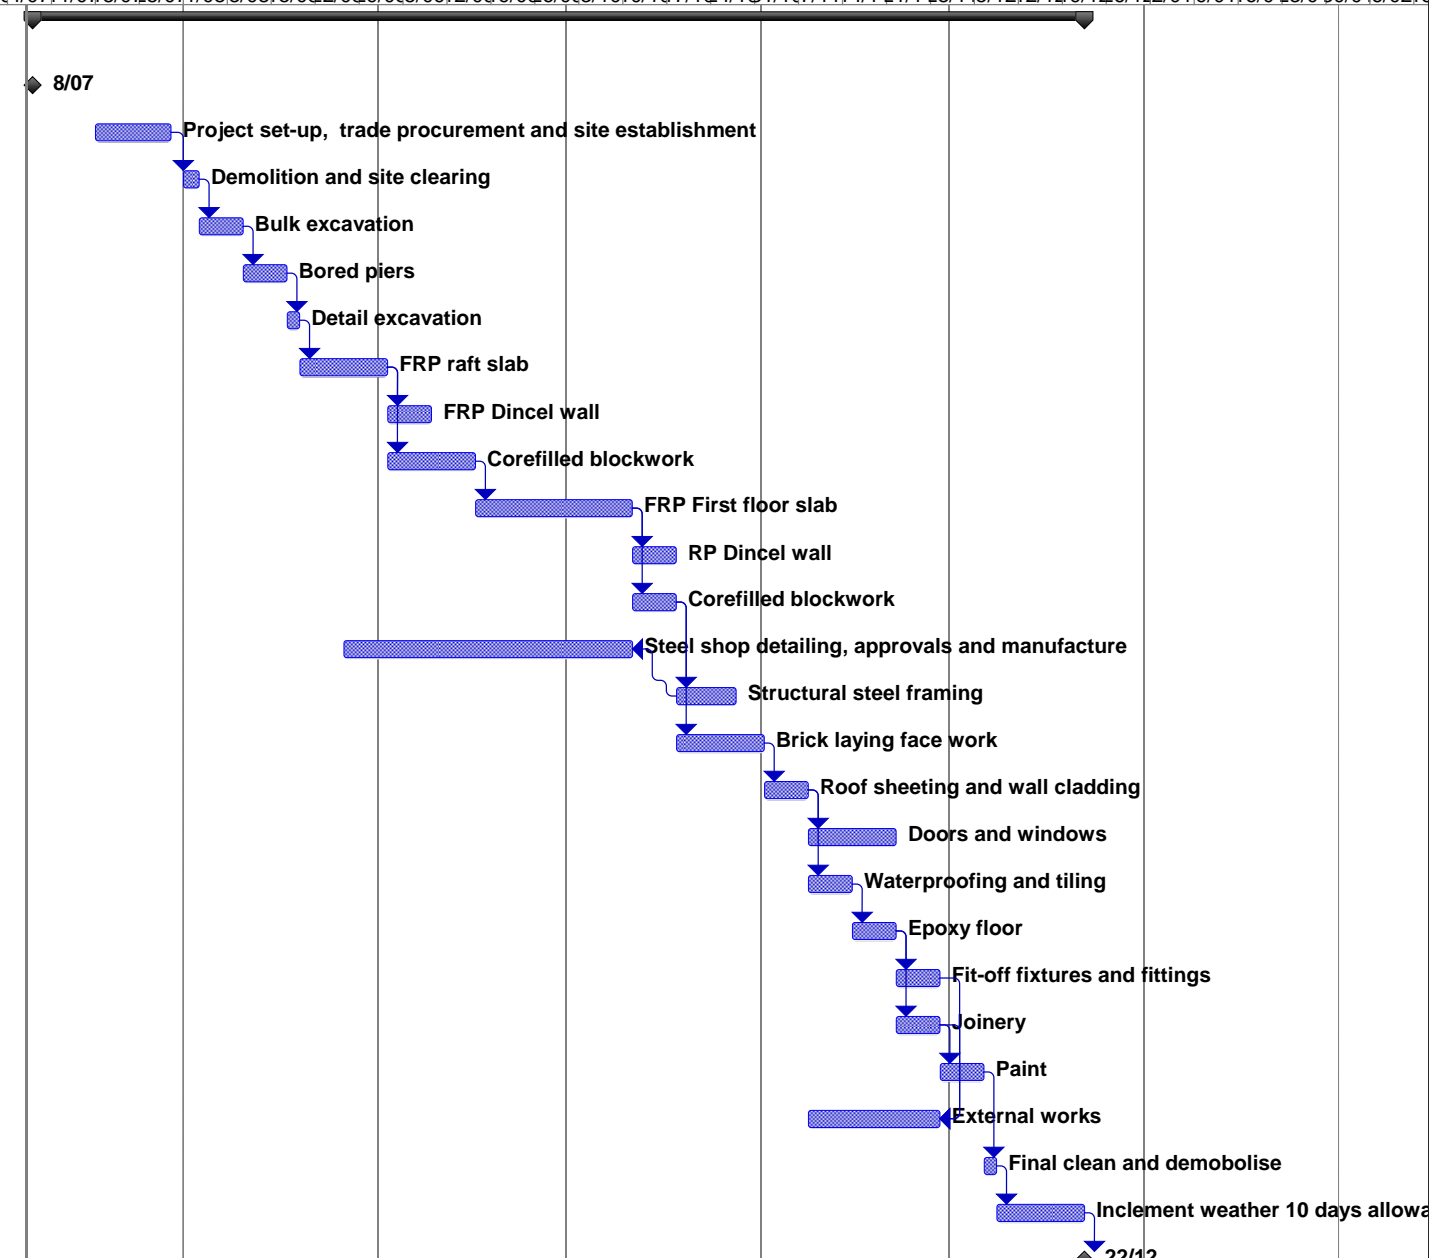 8/07
Project set-up, trade procurement and site establishment
Demolition and site clearing
Bulk excavation
Bored piers
Detail excavation
FRP raft slab
FRP Dincel wall
Corefilled blockwork
FRP First floor slab
RP Dincel wall
Corefilled blockwork
Steel shop detailing, approvals and manufacture
Structural steel framing
Brick laying face work
Roof sheeting and wall cladding
Doors and windows
Waterproofing and tiling
Epoxy floor
Fit-off fixtures and fittings
Joinery
Paint
External works
Final clean and demobolise
Inclement weather 10 days allowa
22/12